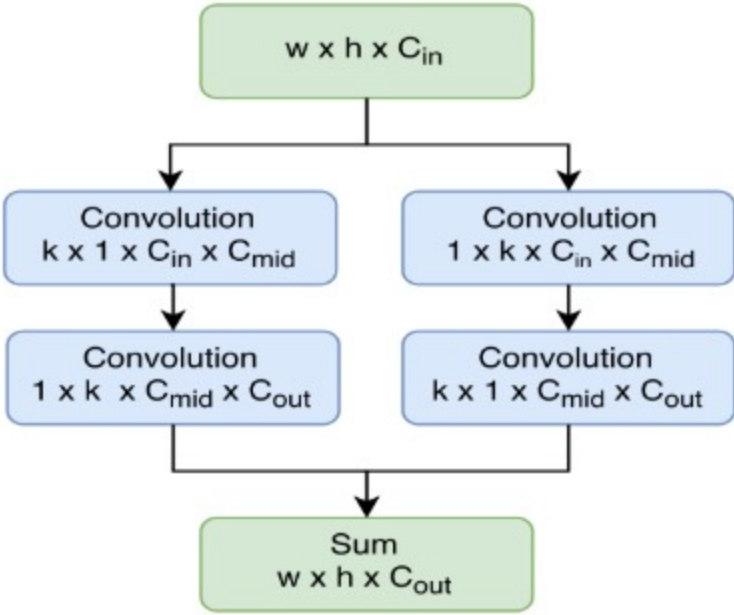 w x h x C_in
Convolution
k x 1 x C_in x C_mid
Convolution
1 x k x C_in x C_mid
Convolution
1 x k x C_mid x C_out
Convolution
k x 1 x C_mid x C_out
Sum
w x h x C_out